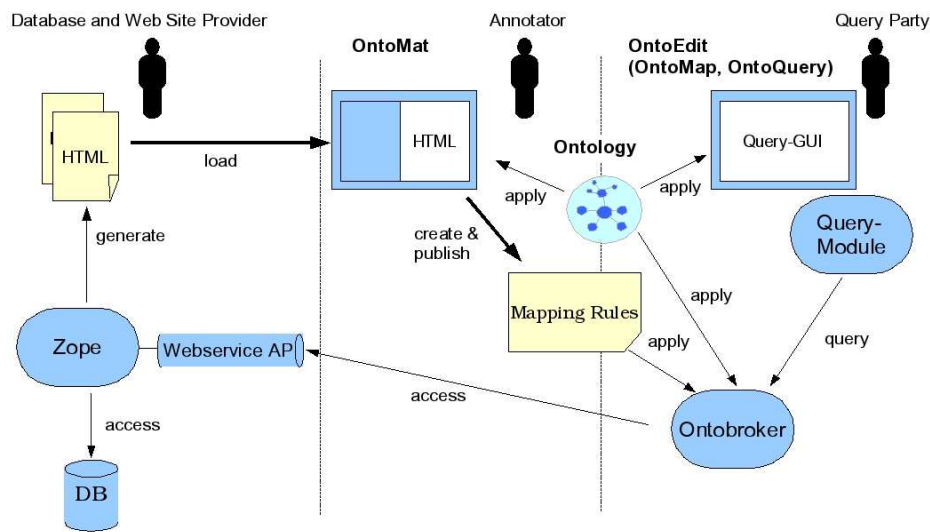 Database and Web Site Provider
Annotator
Query Party
OntoMat
OntoEdit
(OntoMap, OntoQuery)
HTML
load
HTML
Ontology
Query-GUI
apply
apply
generate
create &
publish
Query-
Module
Mapping Rules
apply
apply
query
Zope
Webservice AP
access
access
Ontobroker
DB